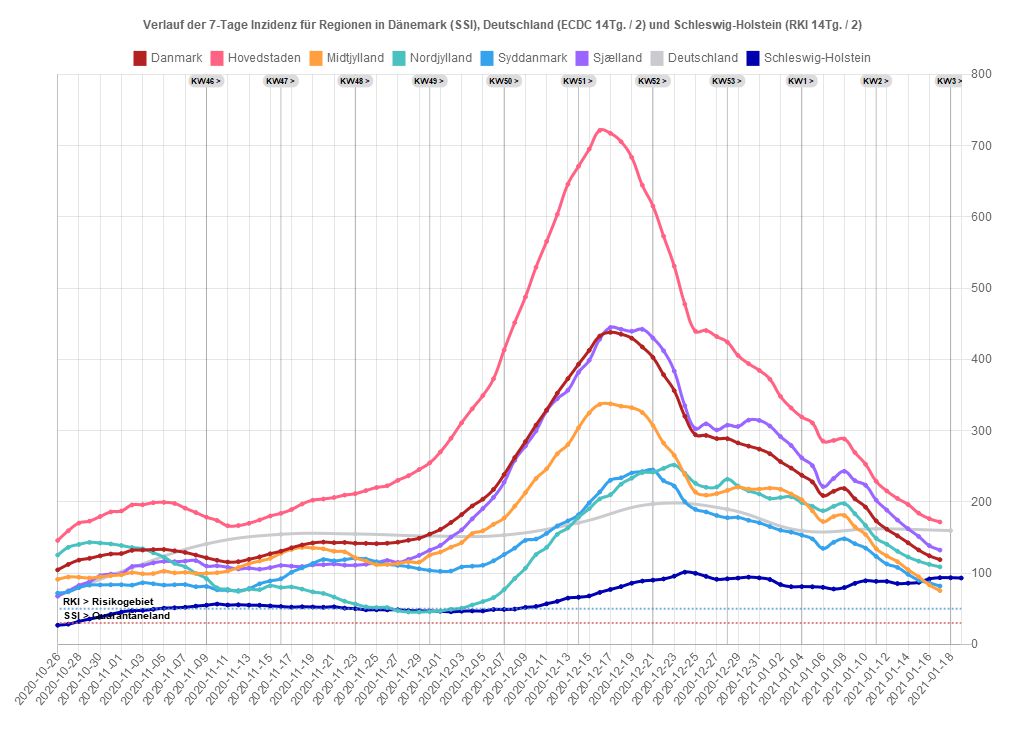 Verlauf der 7-Tage Inzidenz für Regionen in Dänemark (SSI), Deutschland (ECDC 14Tg. / 2) und Schleswig-Holstein (RKI 14Tg. / 2)
Danmark Hovedstaden Midtjylland Nordjylland Syddanmark Sjælland Deutschland Schleswig-Holstein
KW46 > KW47 > KW48 > KW49 > KW50 > KW51 > KW52 > KW53 > KW1 > KW2 > KW3 >
800
700
600
500
400
300
200
100
0
RKI > Risikogebiet
SSI > Quarantäneland
2020-10-26 2020-10-28 2020-10-30 2020-11-01 2020-11-03 2020-11-05 2020-11-07 2020-11-09 2020-11-11 2020-11-13 2020-11-15 2020-11-17 2020-11-19 2020-11-21 2020-11-23 2020-11-25 2020-11-27 2020-11-29 2020-12-01 2020-12-03 2020-12-05 2020-12-07 2020-12-09 2020-12-11 2020-12-13 2020-12-15 2020-12-17 2020-12-19 2020-12-21 2020-12-23 2020-12-25 2020-12-27 2020-12-29 2020-12-31 2021-01-02 2021-01-04 2021-01-06 2021-01-08 2021-01-10 2021-01-12 2021-01-14 2021-01-16 2021-01-18